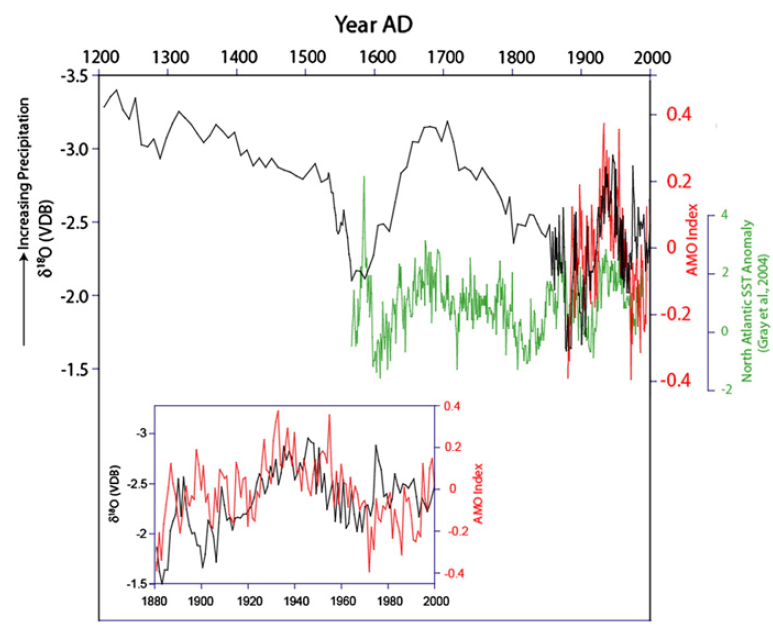 Year AD
1200 1300 1400 1500 1600 1700 1800 1900 2000
-3.5
-3.0
-2.5
-2.0
-1.5
Increasing Precipitation
δ¹⁸O (VDB)
0.4
0.2
0
-0.2
-0.4
AMO Index
4
2
0
-2
North Atlantic SST Anomaly
(Gray et al., 2004)
-3
-2.5
-2
-1.5
δ¹⁸O (VDB)
0.4
0.2
0
-0.2
-0.4
AMO Index
1880 1900 1920 1940 1960 1980 2000